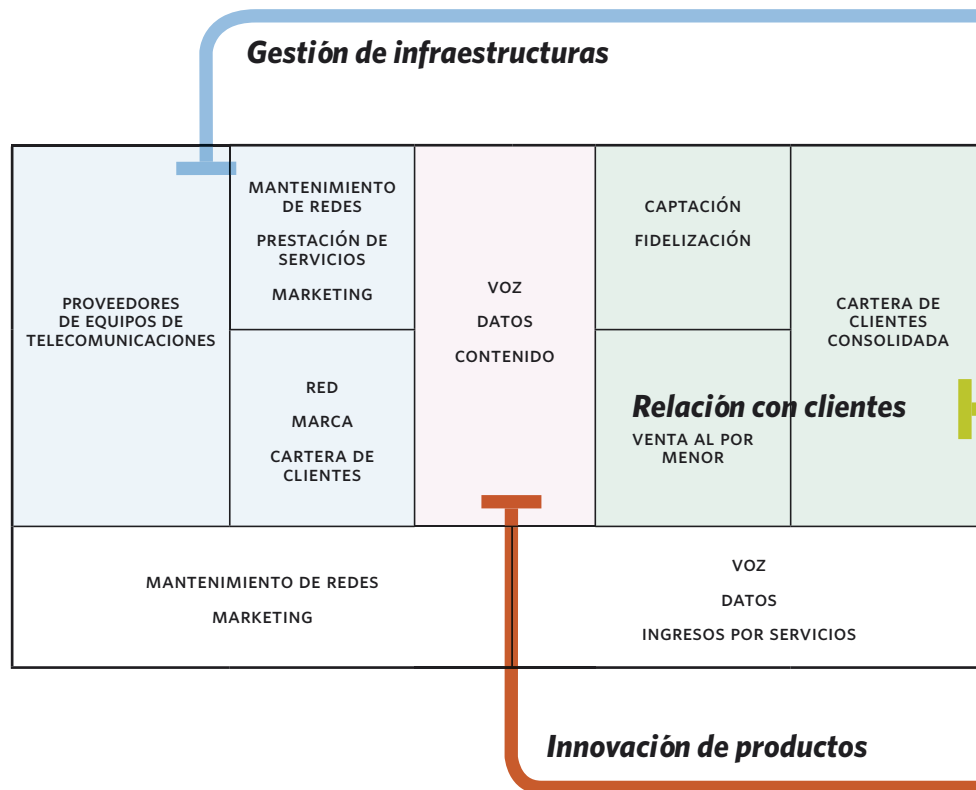 Gestión de infraestructuras
PROVEEDORES
DE EQUIPOS DE
TELECOMUNICACIONES
MANTENIMIENTO
DE REDES
PRESTACIÓN DE
SERVICIOS
MARKETING
RED
MARCA
CARTERA DE
CLIENTES
VOZ
DATOS
CONTENIDO
CAPTACIÓN
FIDELIZACIÓN
Relación con clientes
VENTA AL POR
MENOR
CARTERA DE
CLIENTES
CONSOLIDADA
MANTENIMIENTO DE REDES
MARKETING
VOZ
DATOS
INGRESOS POR SERVICIOS
Innovación de productos